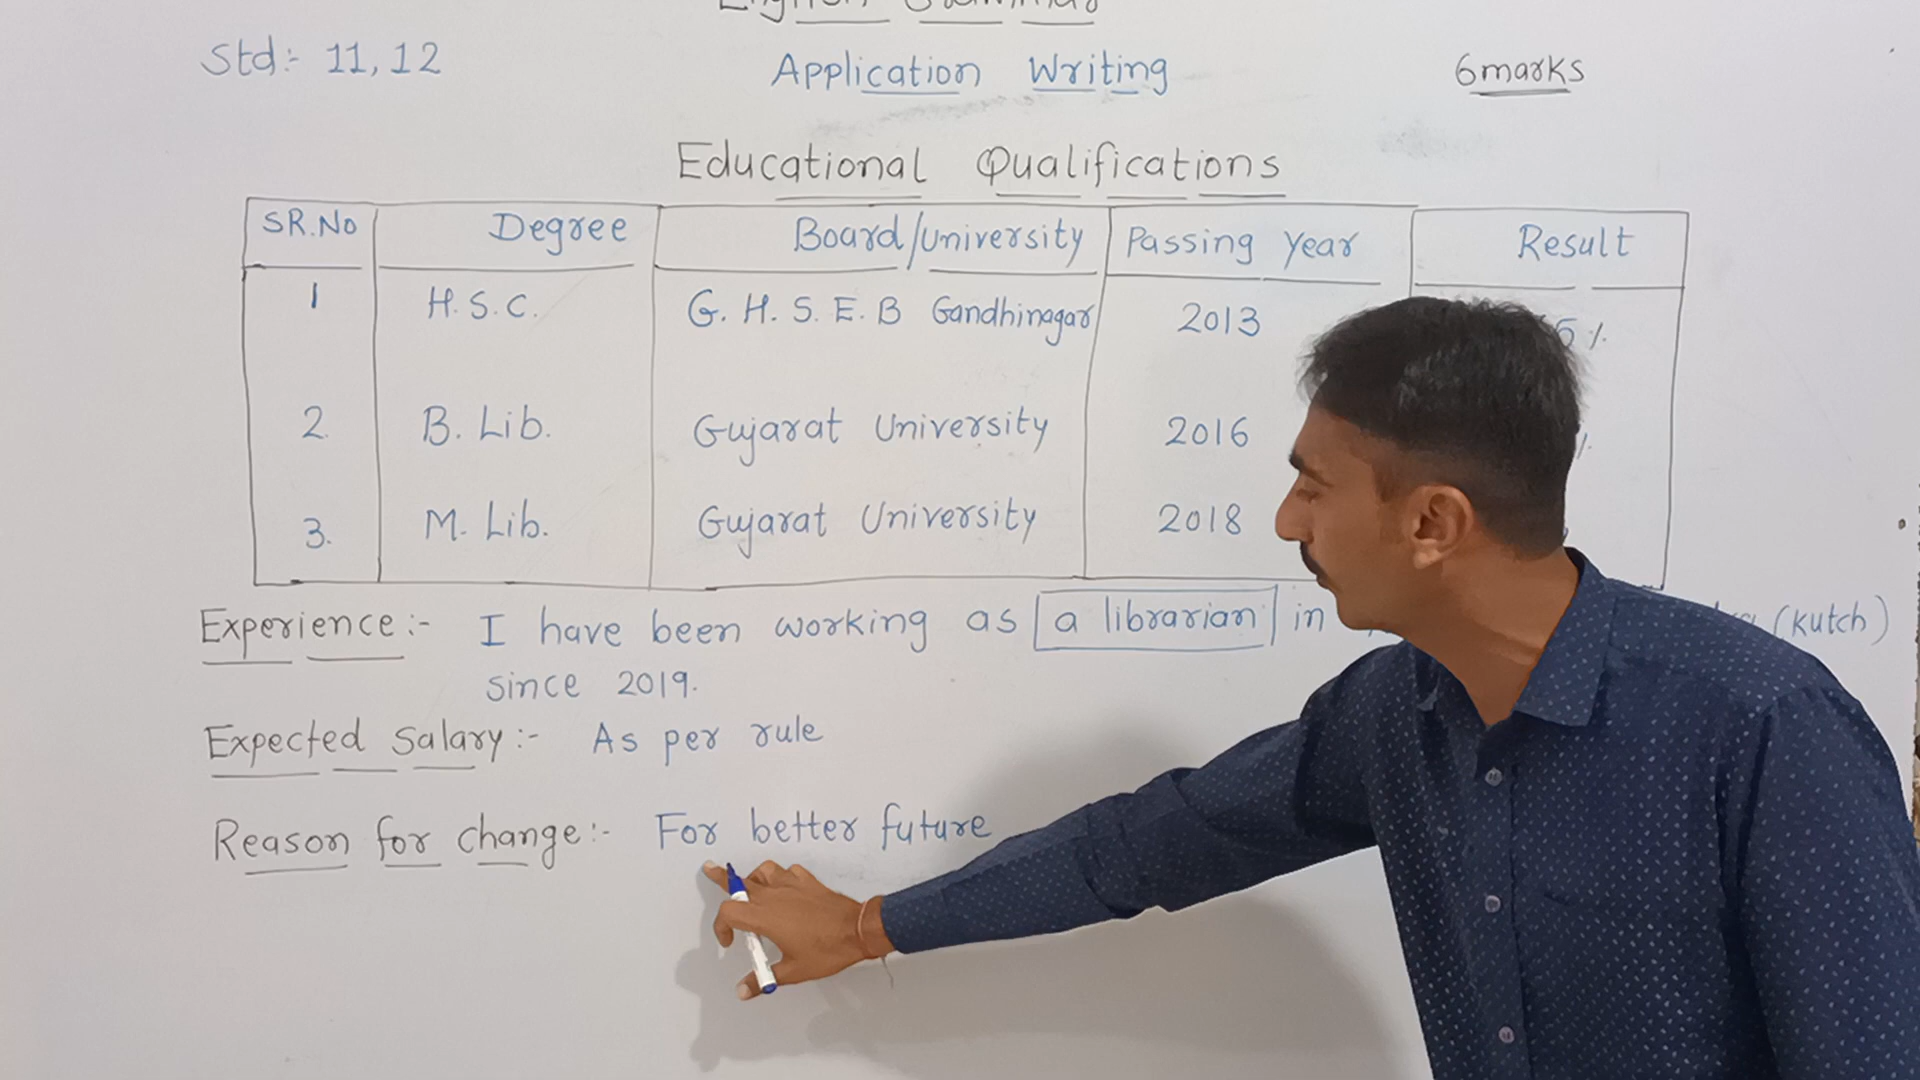 English Grammar
Std:- 11, 12 Application Writing 6marks
Educational Qualifications
SR.No Degree Board/University Passing Year Result
1 H.S.C. G.H.S.E.B Gandhinagar 2013
2. B. Lib. Gujarat University 2016
3. M. Lib. Gujarat University 2018
Experience:- I have been working as a librarian in (kutch)
since 2019.
Expected Salary:- As per rule
Reason for change:- For better future